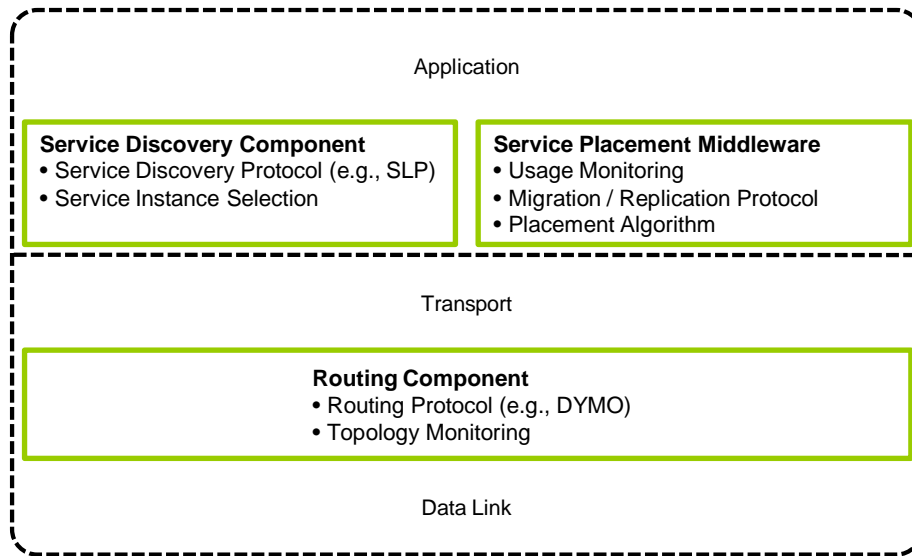 Application
Service Discovery Component
• Service Discovery Protocol (e.g., SLP)
• Service Instance Selection
Service Placement Middleware
• Usage Monitoring
• Migration / Replication Protocol
• Placement Algorithm
Transport
Routing Component
• Routing Protocol (e.g., DYMO)
• Topology Monitoring
Data Link